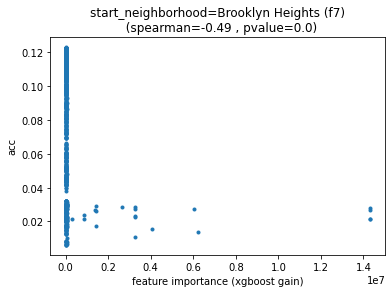 start_neighborhood=Brooklyn Heights (f7)
(spearman=-0.49 , pvalue=0.0)
0.12
0.10
0.08
0.06
0.04
0.02
acc
0.0 0.2 0.4 0.6 0.8 1.0 1.2 1.4
1e7
feature importance (xgboost gain)